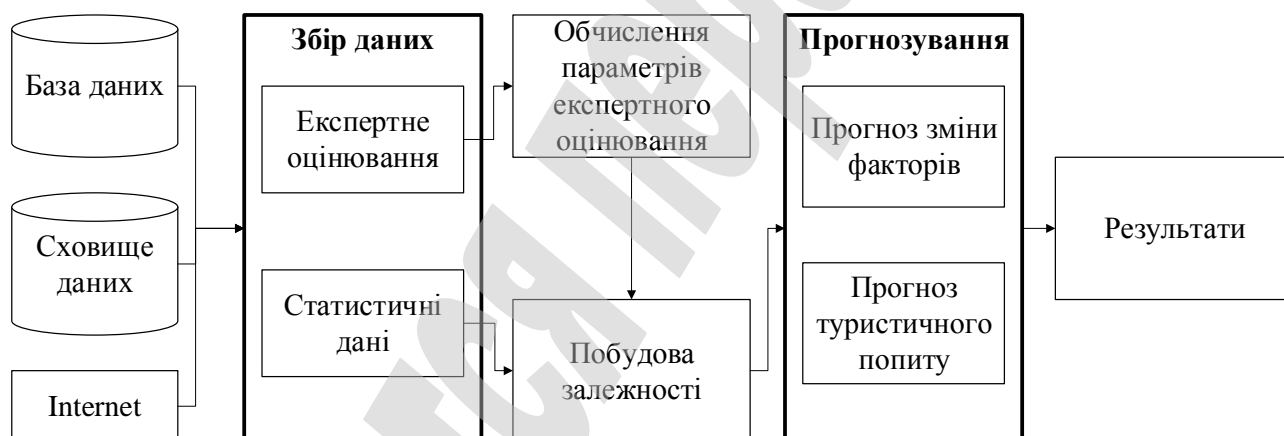 База даних
Сховище
даних
Internet
Збір даних
Експертне
оцінювання
Статистичні
дані
Обчислення
параметрів
експертного
оцінювання
Побудова
залежності
Прогнозування
Прогноз зміни
факторів
Прогноз
туристичного
попиту
Результати